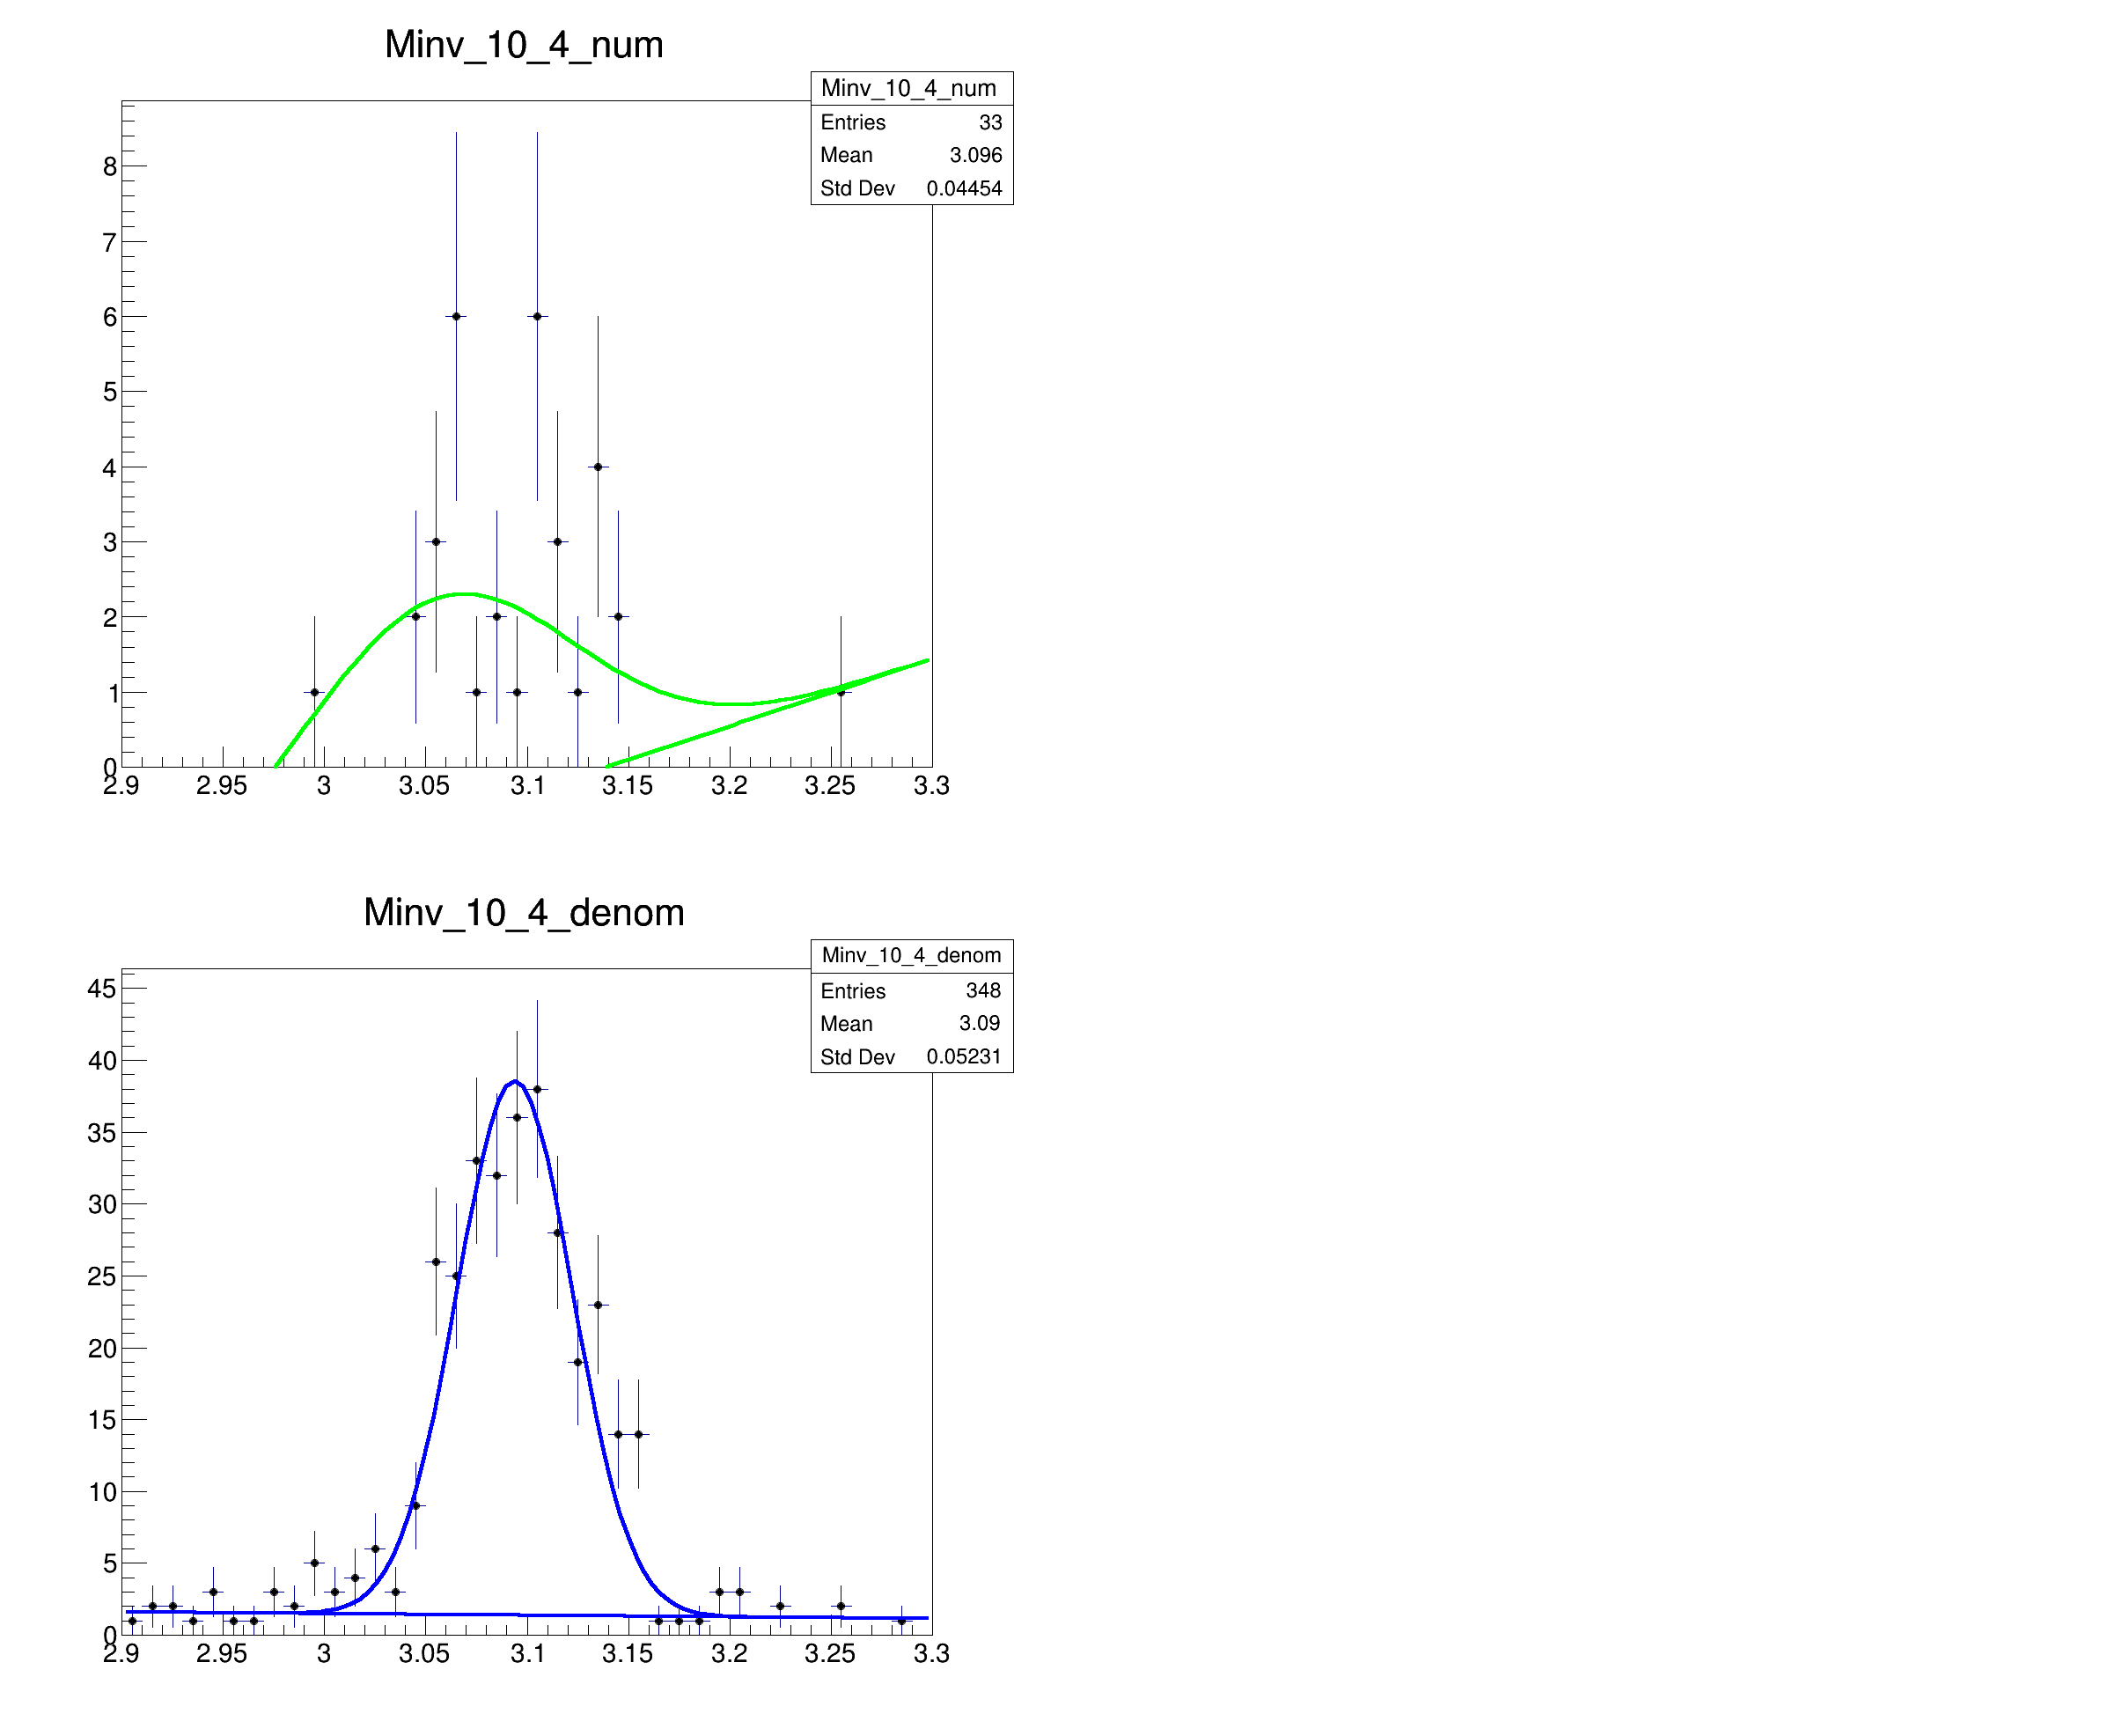 Minv_10_4_num
Minv_10_4_num
Entries 33
Mean 3.096
Std Dev 0.04454
8
7
6
5
4
3
2
1
0
2.9 2.95 3 3.05 3.1 3.15 3.2 3.25 3.3
Minv_10_4_denom
Minv_10_4_denom
Entries 348
Mean 3.09
Std Dev 0.05231
45
40
35
30
25
20
15
10
5
0
2.9 2.95 3 3.05 3.1 3.15 3.2 3.25 3.3